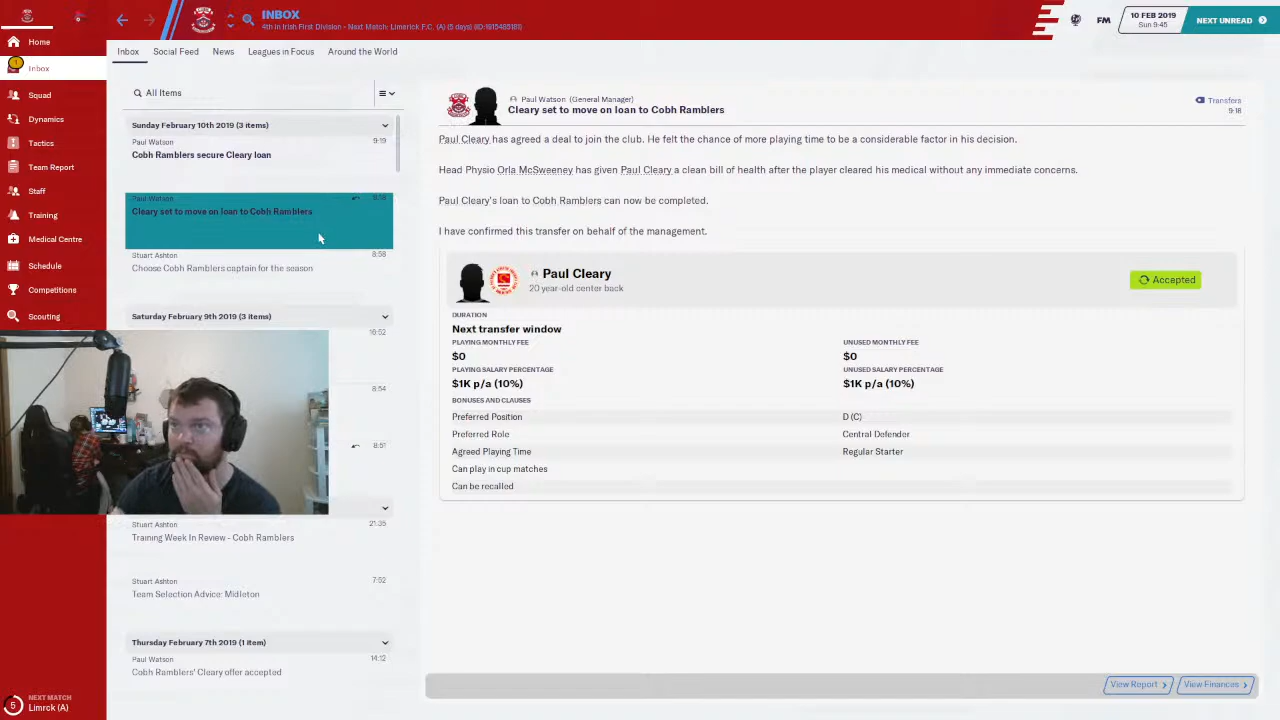 INBOX
4th in Irish First Division - Next Match: Limerick F.C. (A) (5 days) (ID:1915485181)
FM
10 FEB 2019
Sun 9:45
NEXT UNREAD
Home
1
Inbox
Squad
Dynamics
Tactics
Team Report
Staff
Training
Medical Centre
Schedule
Competitions
Scouting
5
NEXT MATCH
Limrck (A)
Inbox
Social Feed
News
Leagues in Focus
Around the World
All Items
Sunday February 10th 2019 (3 items)
Paul Watson
9:19
Cobh Ramblers secure Cleary loan
Paul Watson
9:18
Cleary set to move on loan to Cobh Ramblers
Stuart Ashton
8:58
Choose Cobh Ramblers captain for the season
Saturday February 9th 2019 (3 items)
10:52
8:54
8:51
Stuart Ashton
21:35
Training Week In Review - Cobh Ramblers
Stuart Ashton
7:52
Team Selection Advice: Midleton
Thursday February 7th 2019 (1 item)
Paul Watson
14:12
Cobh Ramblers' Cleary offer accepted
Paul Watson (General Manager)
Cleary set to move on loan to Cobh Ramblers
Transfers
9:18
Paul Cleary has agreed a deal to join the club. He felt the chance of more playing time to be a considerable factor in his decision.
Head Physio Orla McSweeney has given Paul Cleary a clean bill of health after the player cleared his medical without any immediate concerns.
Paul Cleary's loan to Cobh Ramblers can now be completed.
I have confirmed this transfer on behalf of the management.
Paul Cleary
20 year-old center back
Accepted
DURATION
Next transfer window
PLAYING MONTHLY FEE
UNUSED MONTHLY FEE
$0
$0
PLAYING SALARY PERCENTAGE
UNUSED SALARY PERCENTAGE
$1K p/a (10%)
$1K p/a (10%)
BONUSES AND CLAUSES
Preferred Position
D (C)
Preferred Role
Central Defender
Agreed Playing Time
Regular Starter
Can play in cup matches
Can be recalled
View Report
View Finances